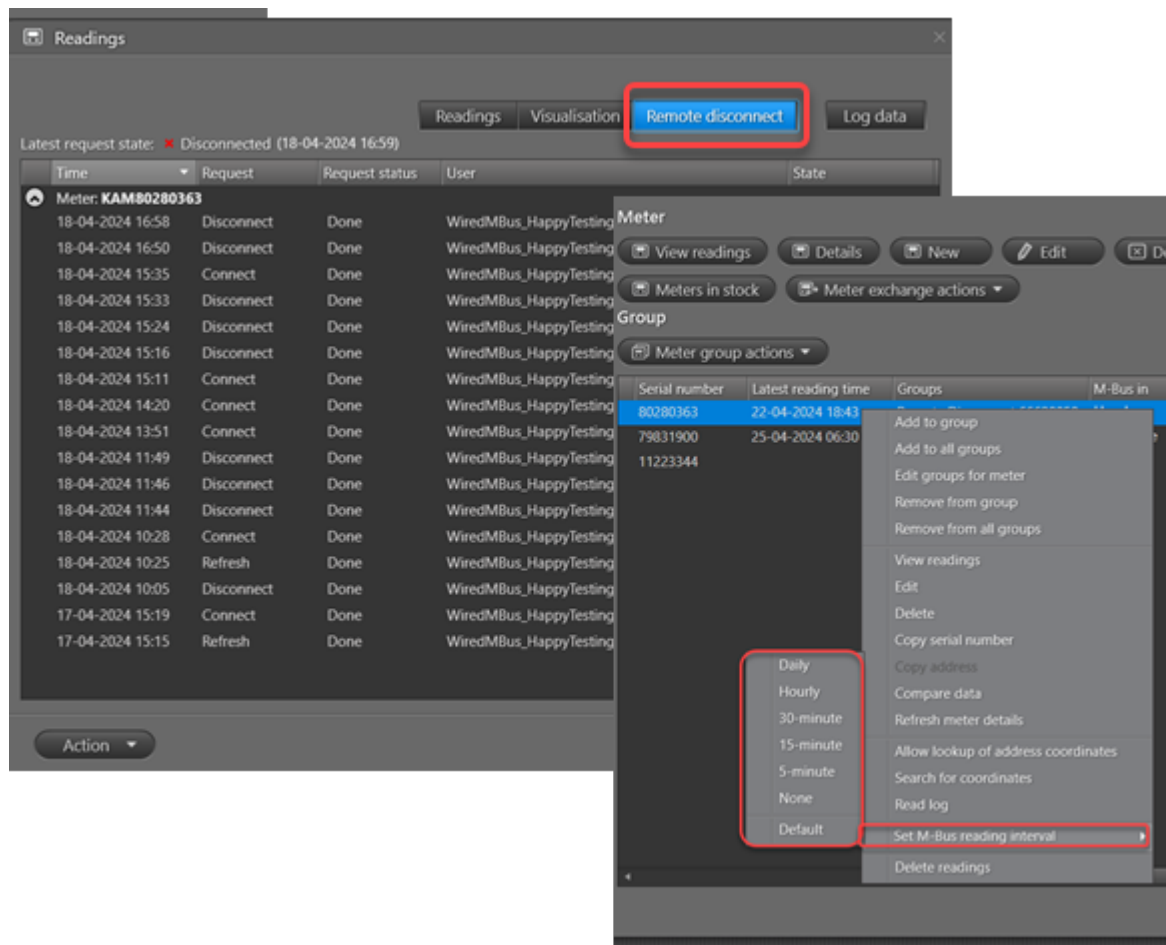 Readings
Readings Visualisation Remote disconnect Log data
Latest request state: × Disconnected (18-04-2024 16:59)
Time Request Request status User State
Meter: KAM80280363
18-04-2024 16:58 Disconnect Done WiredMBus_HappyTesting
18-04-2024 16:50 Disconnect Done WiredMBus_HappyTesting
18-04-2024 15:35 Connect Done WiredMBus_HappyTesting
18-04-2024 15:33 Disconnect Done WiredMBus_HappyTesting
18-04-2024 15:24 Disconnect Done WiredMBus_HappyTesting
18-04-2024 15:16 Disconnect Done WiredMBus_HappyTesting
18-04-2024 15:11 Connect Done WiredMBus_HappyTesting
18-04-2024 14:20 Connect Done WiredMBus_HappyTesting
18-04-2024 13:51 Connect Done WiredMBus_HappyTesting
18-04-2024 11:49 Disconnect Done WiredMBus_HappyTesting
18-04-2024 11:46 Disconnect Done WiredMBus_HappyTesting
18-04-2024 11:44 Disconnect Done WiredMBus_HappyTesting
18-04-2024 10:28 Connect Done WiredMBus_HappyTesting
18-04-2024 10:25 Refresh Done WiredMBus_HappyTesting
18-04-2024 10:05 Disconnect Done WiredMBus_HappyTesting
17-04-2024 15:19 Connect Done WiredMBus_HappyTesting
17-04-2024 15:15 Refresh Done WiredMBus_HappyTesting
Action
Meter
View readings Details New Edit
Meters in stock Meter exchange actions
Group
Meter group actions
Serial number Latest reading time Groups M-Bus in
80280363 22-04-2024 18:43
79831900 25-04-2024 06:30
11223344
Add to group
Add to all groups
Edit groups for meter
Remove from group
Remove from all groups
View readings
Edit
Delete
Copy serial number
Copy address
Compare data
Refresh meter details
Allow lookup of address coordinates
Search for coordinates
Read log
Set M-Bus reading interval
Delete readings
Daily
Hourly
30-minute
15-minute
5-minute
None
Default